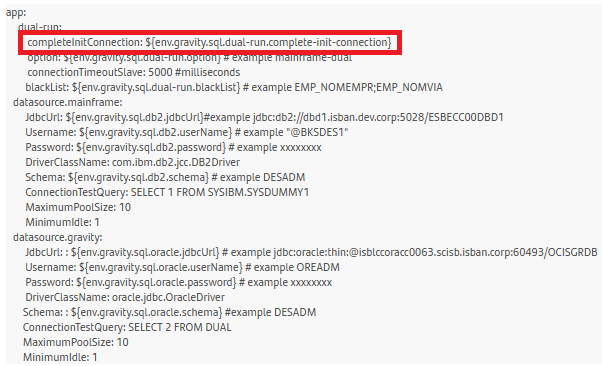 app:
dual-run:
completeInitConnection: ${env.gravity.sql.dual-run.complete-init-connection}
option: ${env.gravity.sql.dual-run.option} # example mainframe-dual
connectionTimeoutSlave: 5000 #milliseconds
blackList: ${env.gravity.sql.dual-run.blackList} # example EMP_NOMEMPR;EMP_NOMVIA
datasource.mainframe:
JdbcUrl: ${env.gravity.sql.db2.jdbcUrl}#example jdbc:db2://dbd1.isban.dev.corp:5028/ESBECC00DBD1
Username: ${env.gravity.sql.db2.userName} # example "@BKSDES1"
Password: ${env.gravity.sql.db2.password} # example xxxxxxxx
DriverClassName: com.ibm.db2.jcc.DB2Driver
Schema: ${env.gravity.sql.db2.schema} # example DESADM
ConnectionTestQuery: SELECT 1 FROM SYSIBM.SYSDUMMY1
MaximumPoolSize: 10
MinimumIdle: 1
datasource.gravity:
JdbcUrl: : ${env.gravity.sql.oracle.jdbcUrl} # example jdbc:oracle:thin:@isblccoracc0063.scisb.isban.corp:60493/OCISGRDB
Username: ${env.gravity.sql.oracle.userName} # example OREADM
Password: ${env.gravity.sql.oracle.password} # example xxxxxxxx
DriverClassName: oracle.jdbc.OracleDriver
Schema: : ${env.gravity.sql.oracle.schema} #example DESADM
ConnectionTestQuery: SELECT 2 FROM DUAL
MaximumPoolSize: 10
MinimumIdle: 1